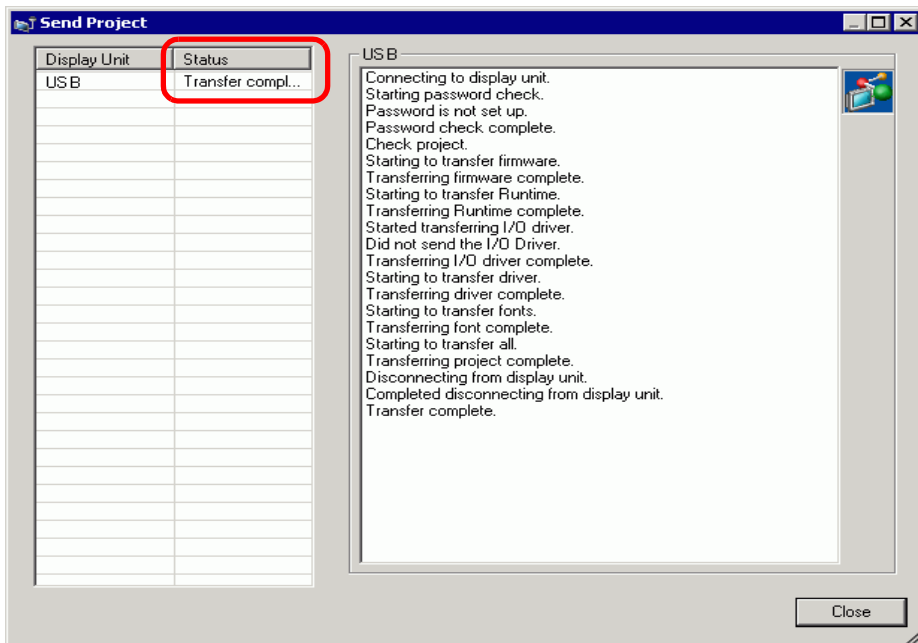 Send Project
Display Unit Status
USB Transfer compl...
USB
Connecting to display unit.
Starting password check.
Password is not set up.
Password check complete.
Check project.
Starting to transfer firmware.
Transferring firmware complete.
Starting to transfer Runtime.
Transferring Runtime complete.
Started transferring I/O driver.
Did not send the I/O Driver.
Transferring I/O driver complete.
Starting to transfer driver.
Transferring driver complete.
Starting to transfer fonts.
Transferring font complete.
Starting to transfer all.
Transferring project complete.
Disconnecting from display unit.
Completed disconnecting from display unit.
Transfer complete.
Close